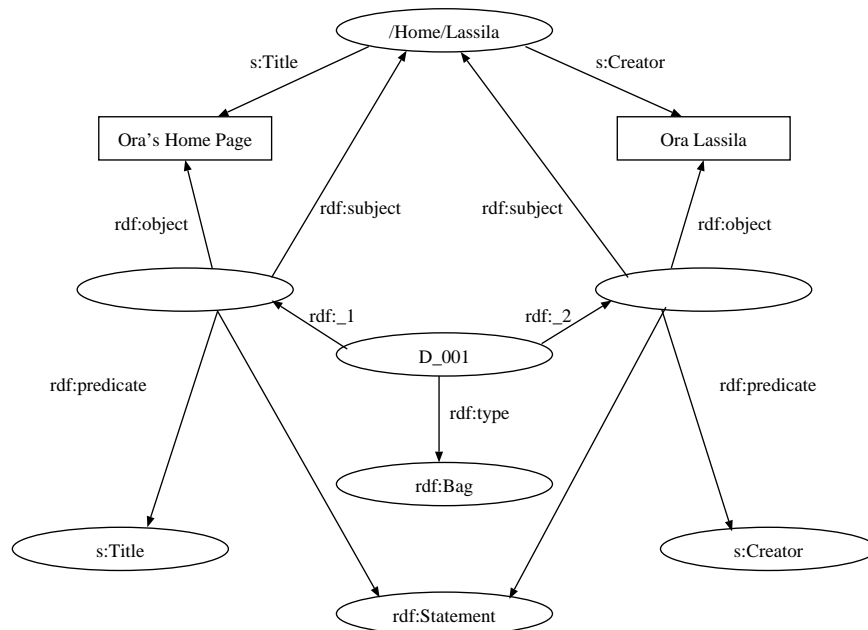 /Home/Lassila
s:Title
s:Creator
Ora's Home Page
Ora Lassila
rdf:subject
rdf:subject
rdf:object
rdf:object
rdf:_1
rdf:_2
D_001
rdf:predicate
rdf:predicate
rdf:type
rdf:Bag
s:Title
s:Creator
rdf:Statement